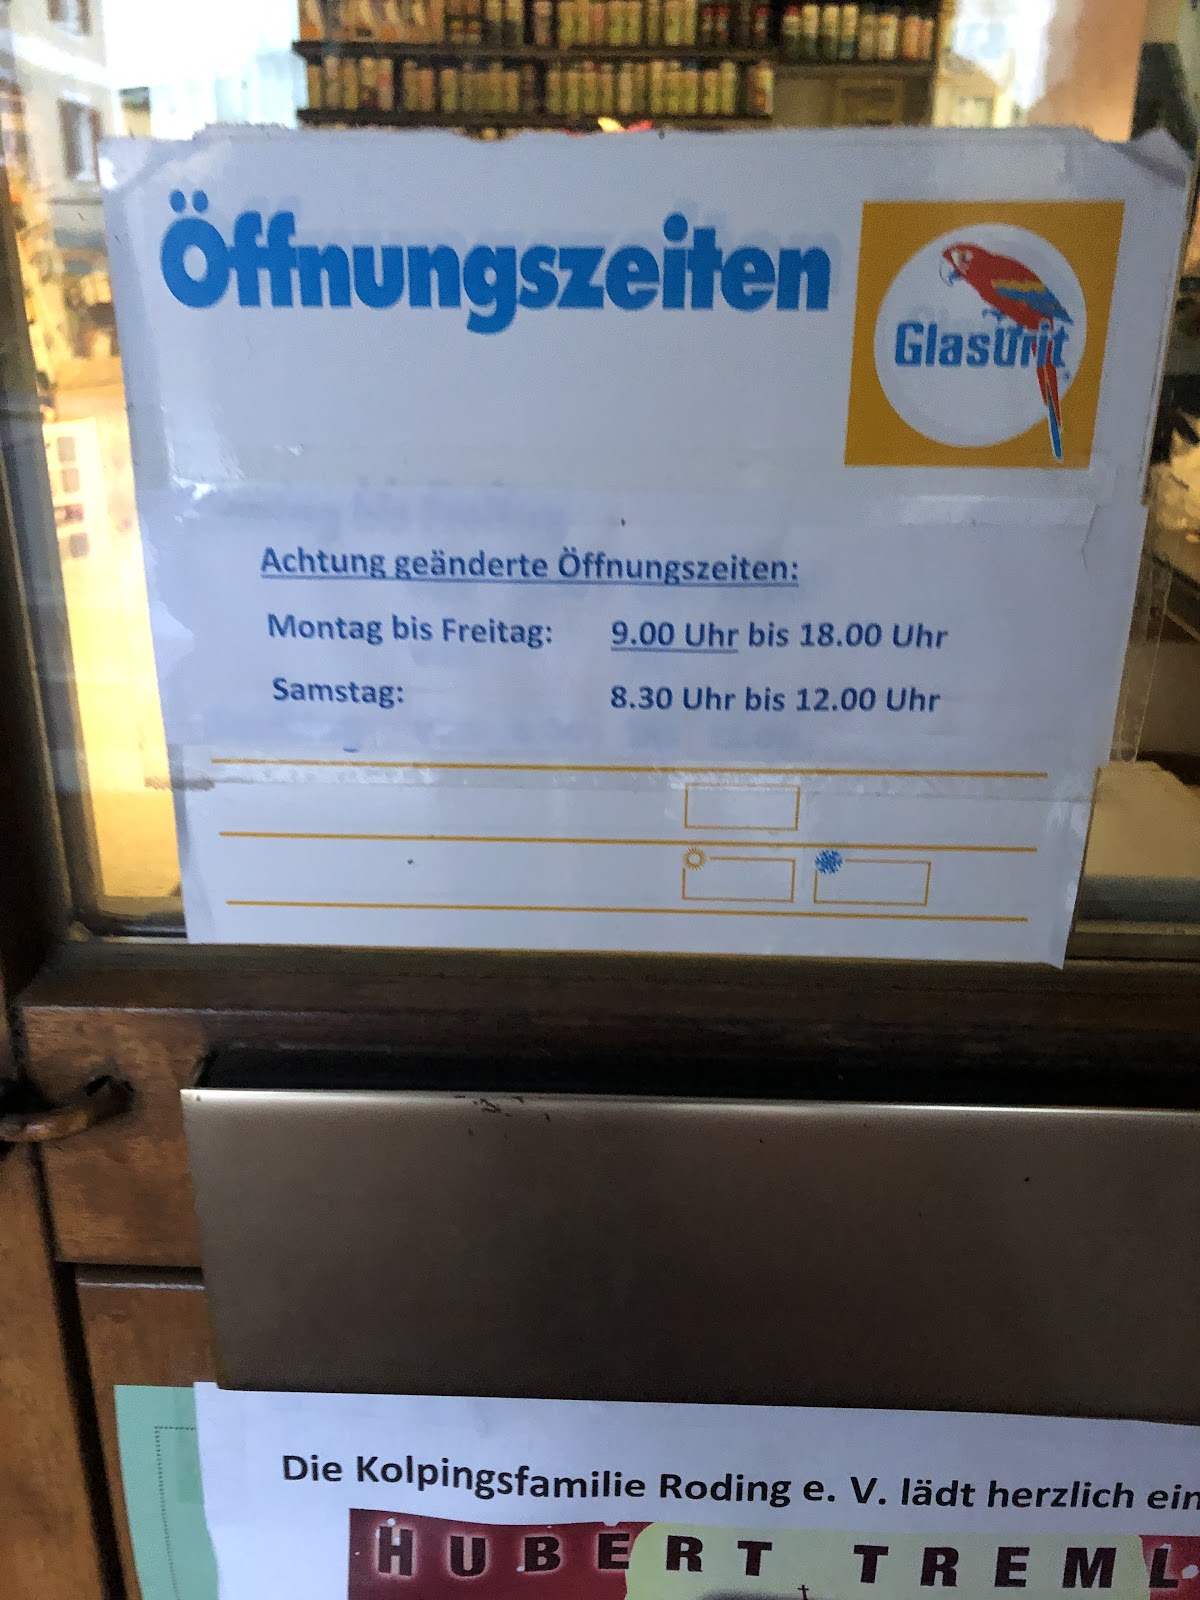 Öffnungszeiten
Glasurit
Achtung geänderte Öffnungszeiten:
Montag bis Freitag: 9.00 Uhr bis 18.00 Uhr
Samstag: 8.30 Uhr bis 12.00 Uhr
Die Kolpingsfamilie Roding e. V. lädt herzlich ein
HUBERT TREML